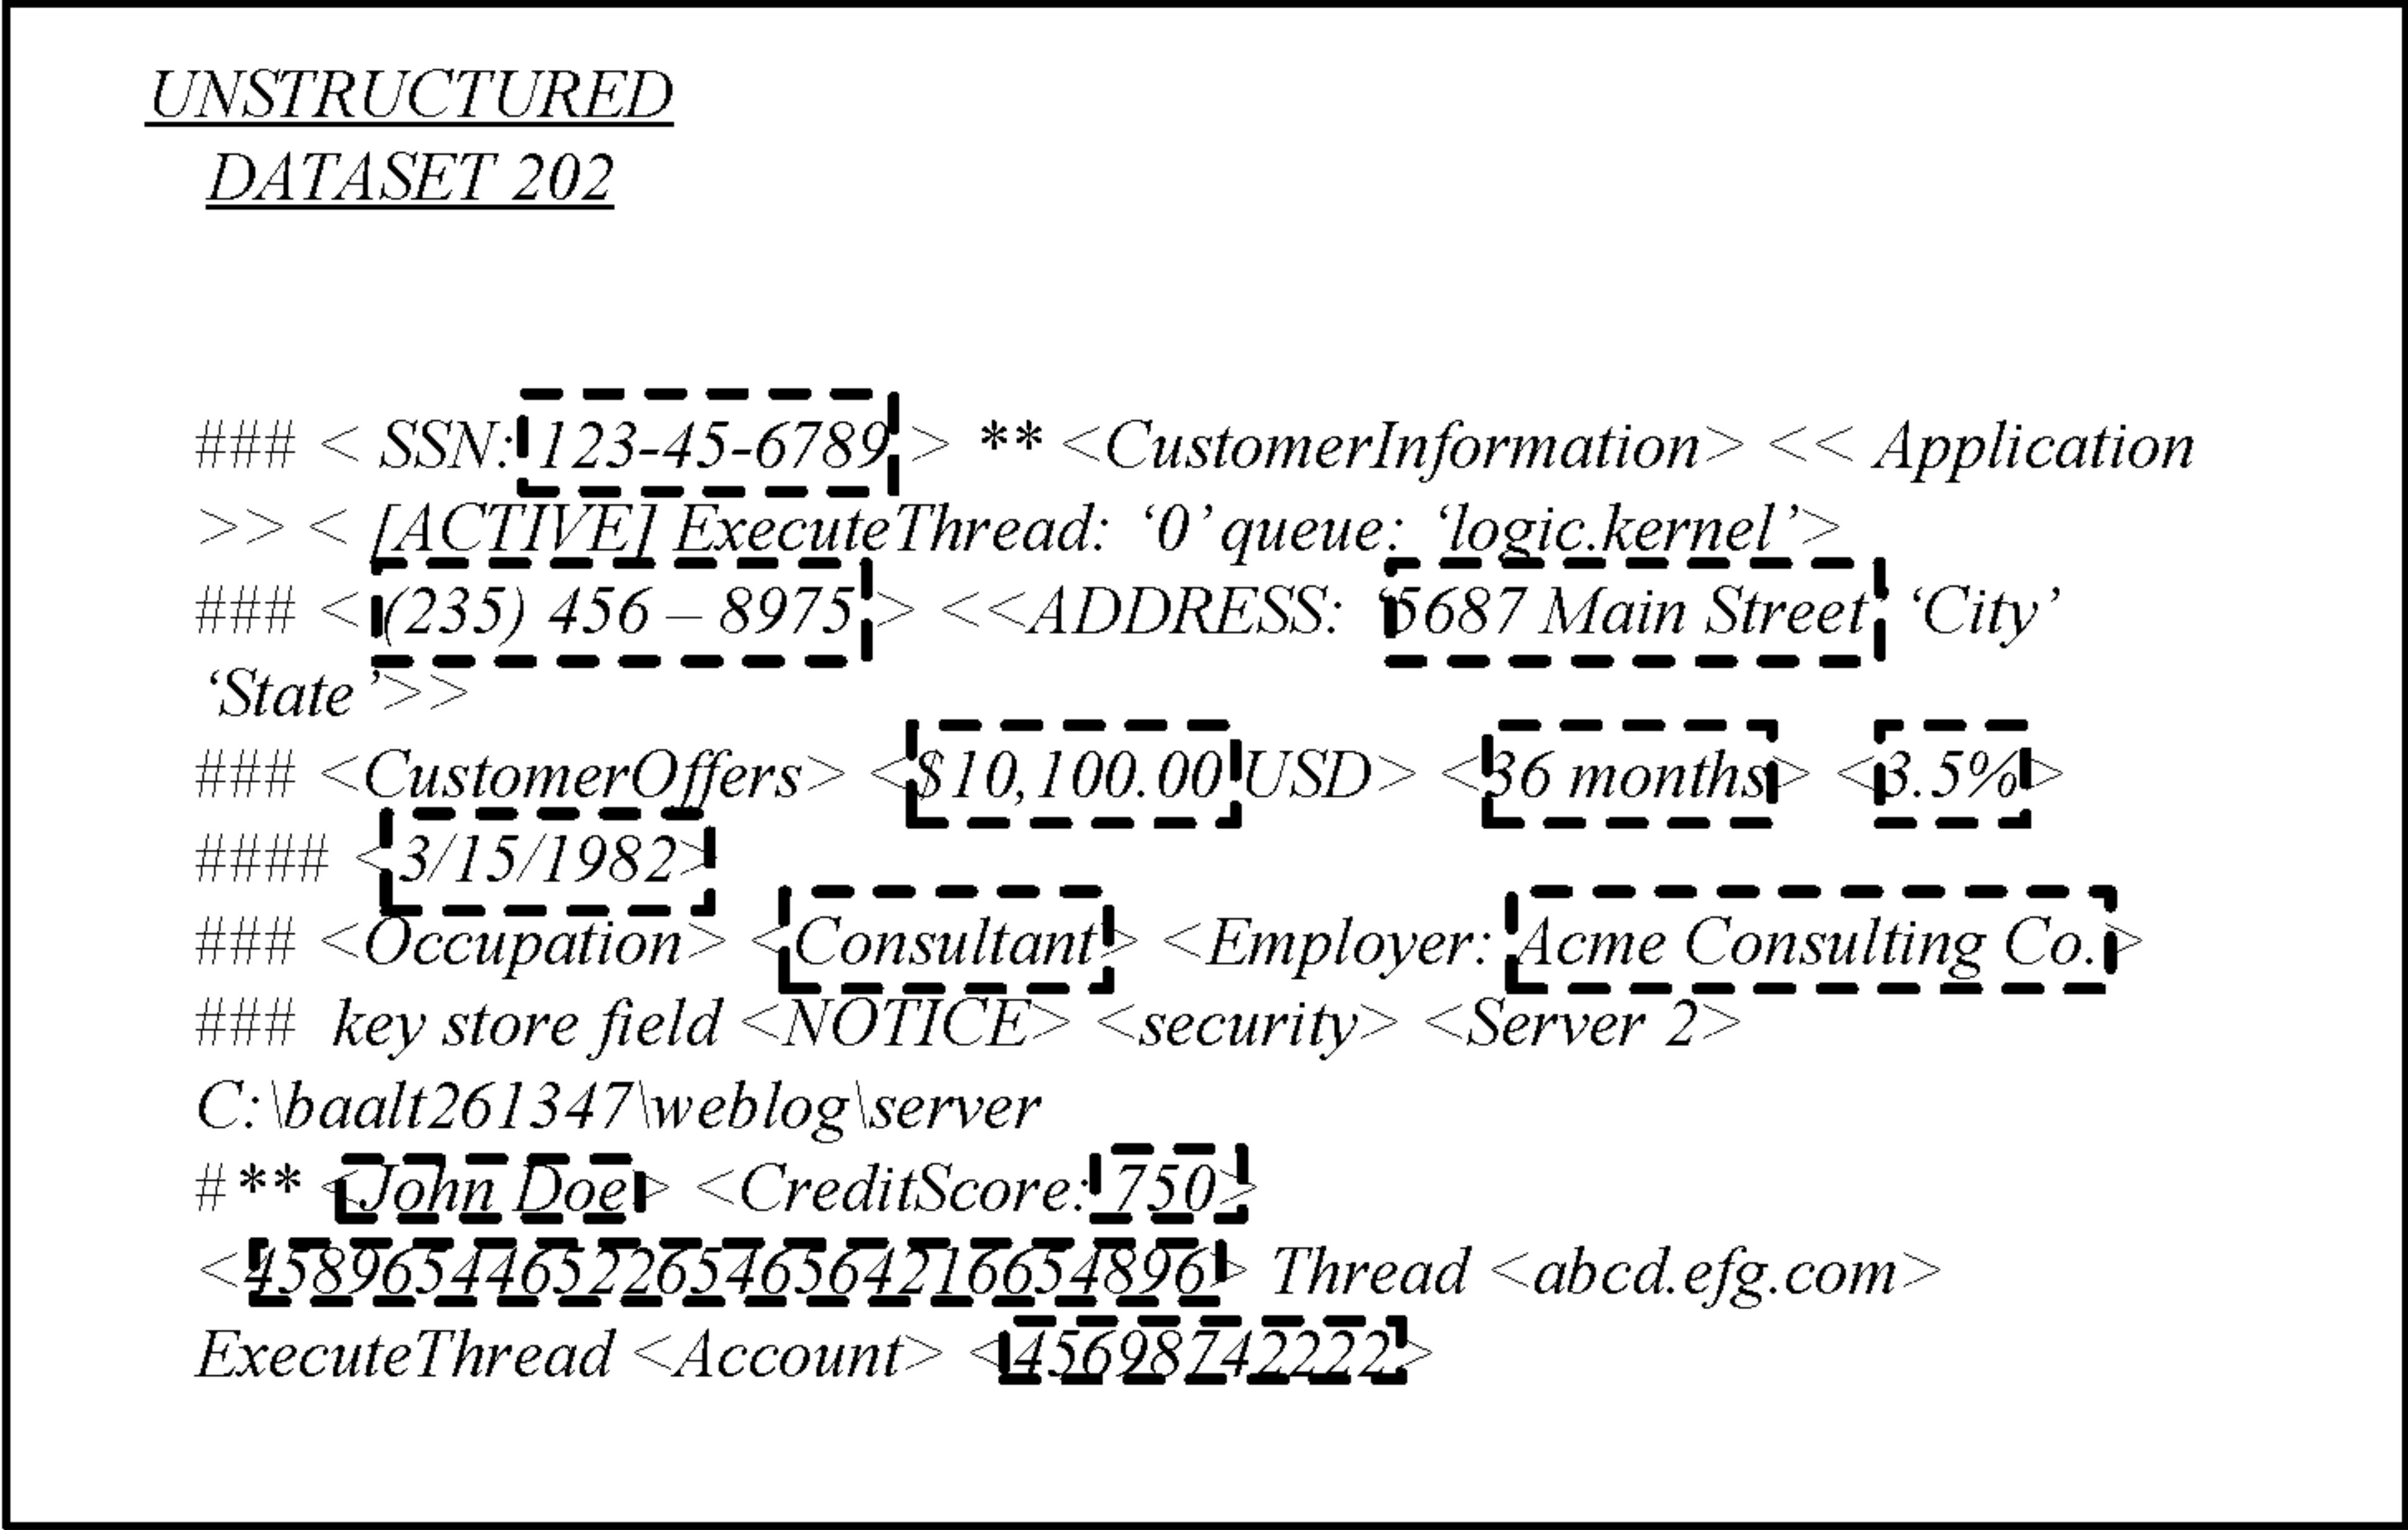 UNSTRUCTURED
DATASET 202
### < SSN: 123-45-6789 > ** <CustomerInformation> << Application
>> < [ACTIVE] ExecuteThread: ‘0’ queue: ‘logic.kernel’>
### < (235) 456 – 8975 > <<ADDRESS: ‘5687 Main Street’ ‘City’
‘State’>>
### <CustomerOffers> <$10,100.00 USD> <36 months> <3.5%>
#### <3/15/1982>
### <Occupation> <Consultant> <Employer: Acme Consulting Co.>
### key store field <NOTICE> <security> <Server 2>
C:\baalt261347\weblog\server
#** <John Doe> <CreditScore: 750>
<45896544652265465642166​54896> Thread <abcd.efg.com>
ExecuteThread <Account> <45698742222>